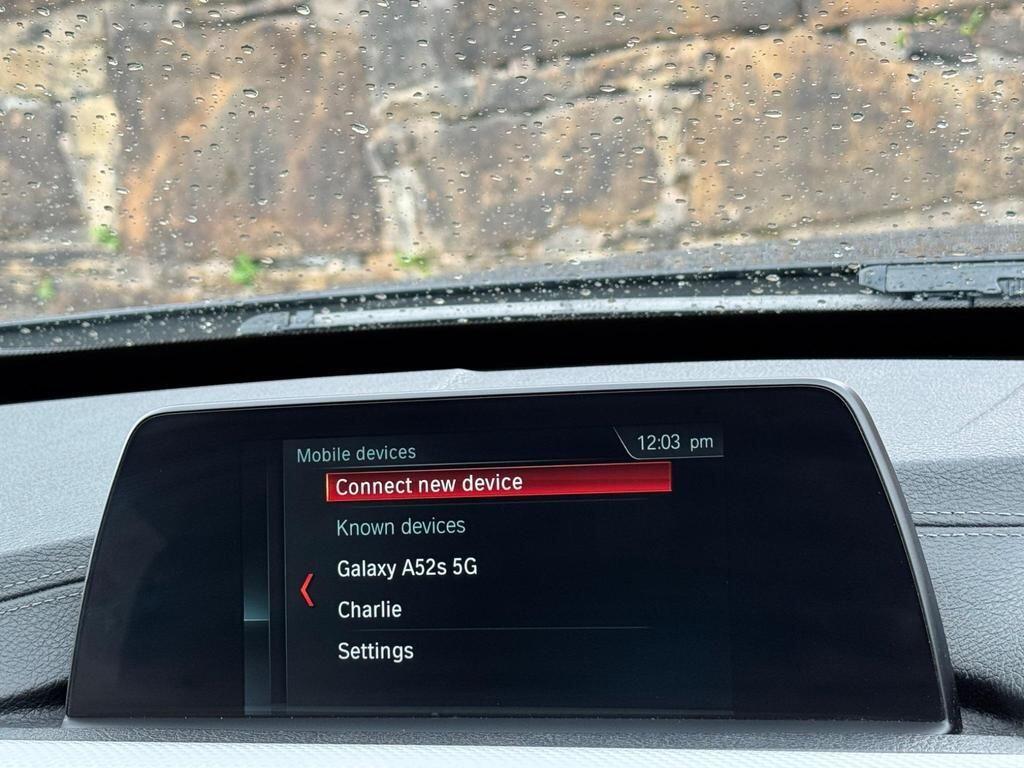 Mobile devices
12:03 pm
Connect new device
Known devices
Galaxy A52s 5G
Charlie
Settings